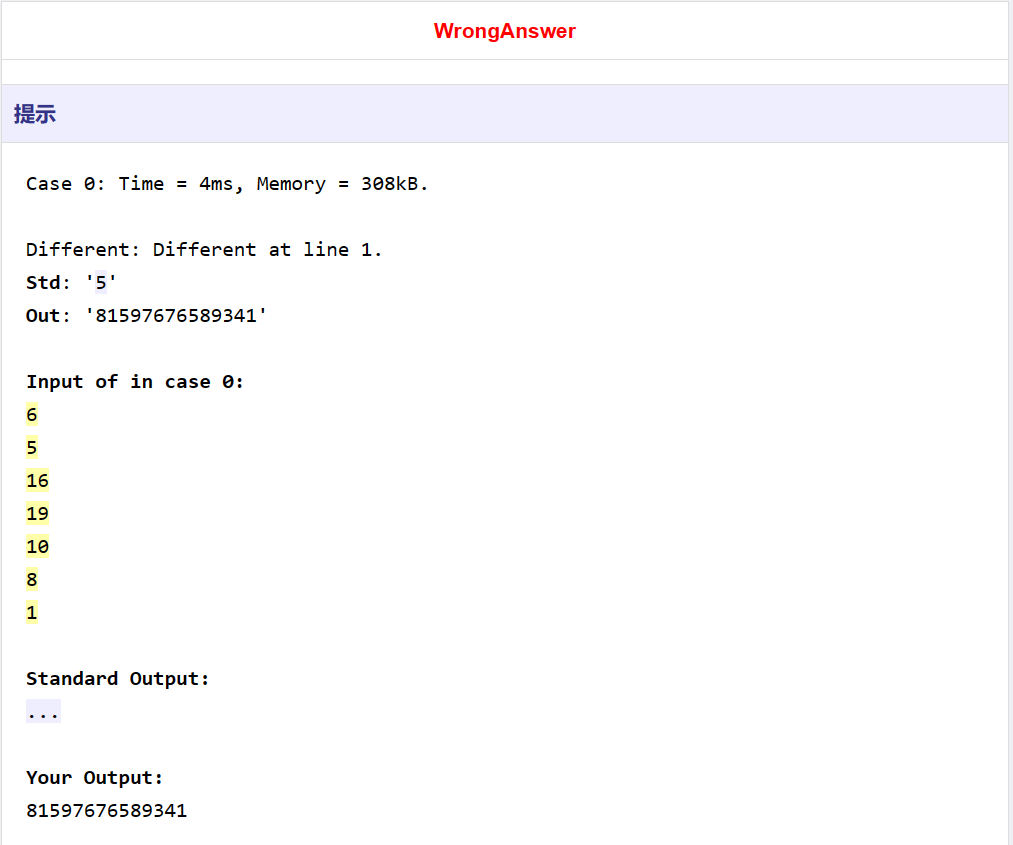 WrongAnswer
提示
Case 0: Time = 4ms, Memory = 308kB.
Different: Different at line 1.
Std: '5'
Out: '81597676589341'
Input of in case 0:
6
5
16
19
10
8
1
Standard Output:
...
Your Output:
81597676589341